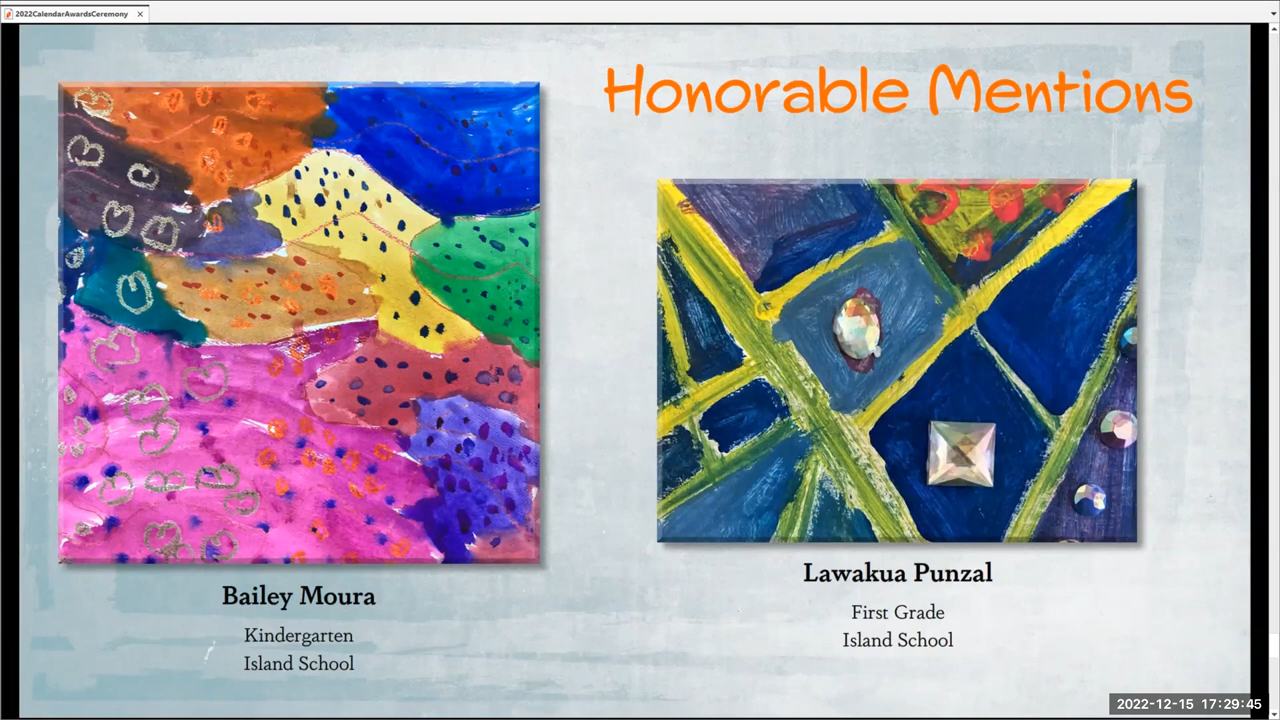 2022CalendarAwardsCeremony
Honorable Mentions
Bailey Moura
Kindergarten
Island School
Lawakua Punzal
First Grade
Island School
2022-12-15 17:29:45